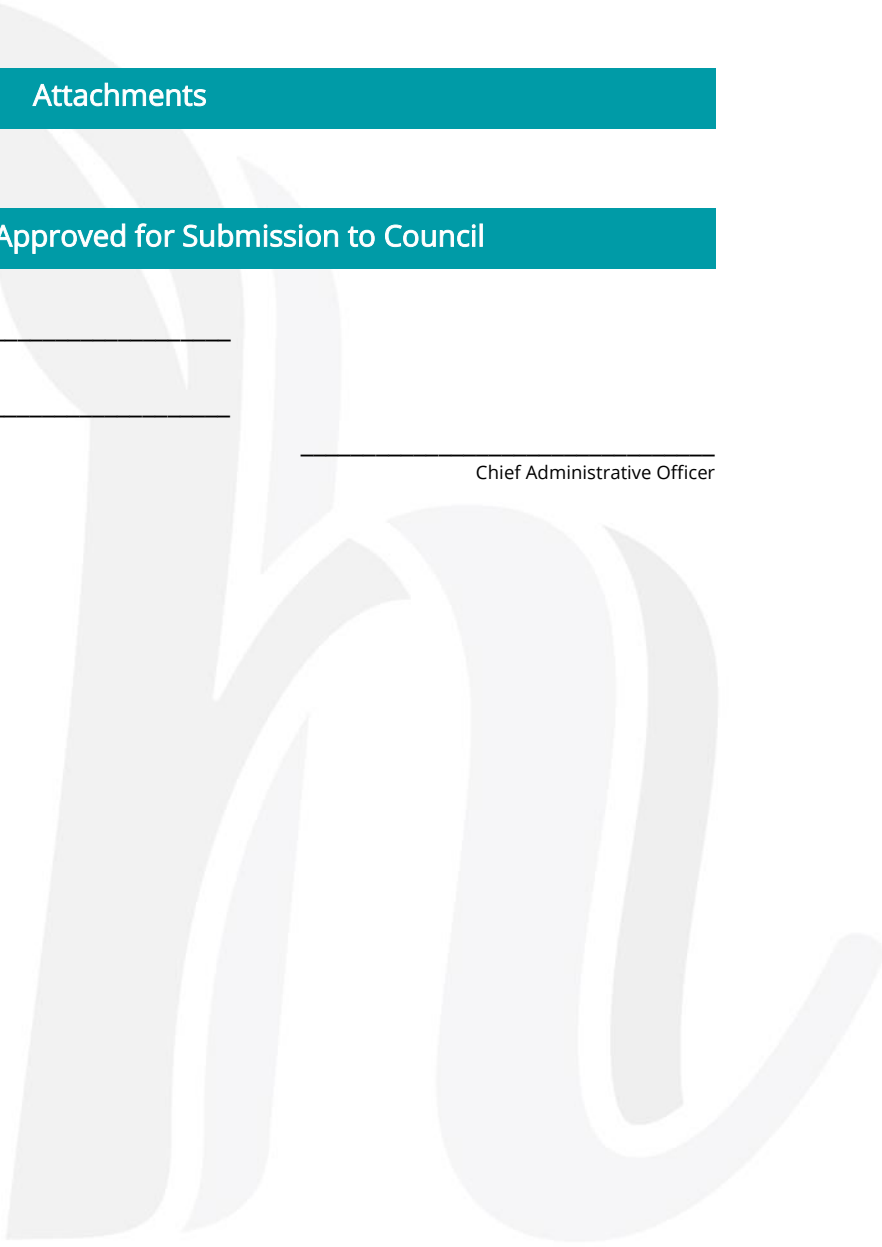 Attachments
Approved for Submission to Council
Chief Administrative Officer